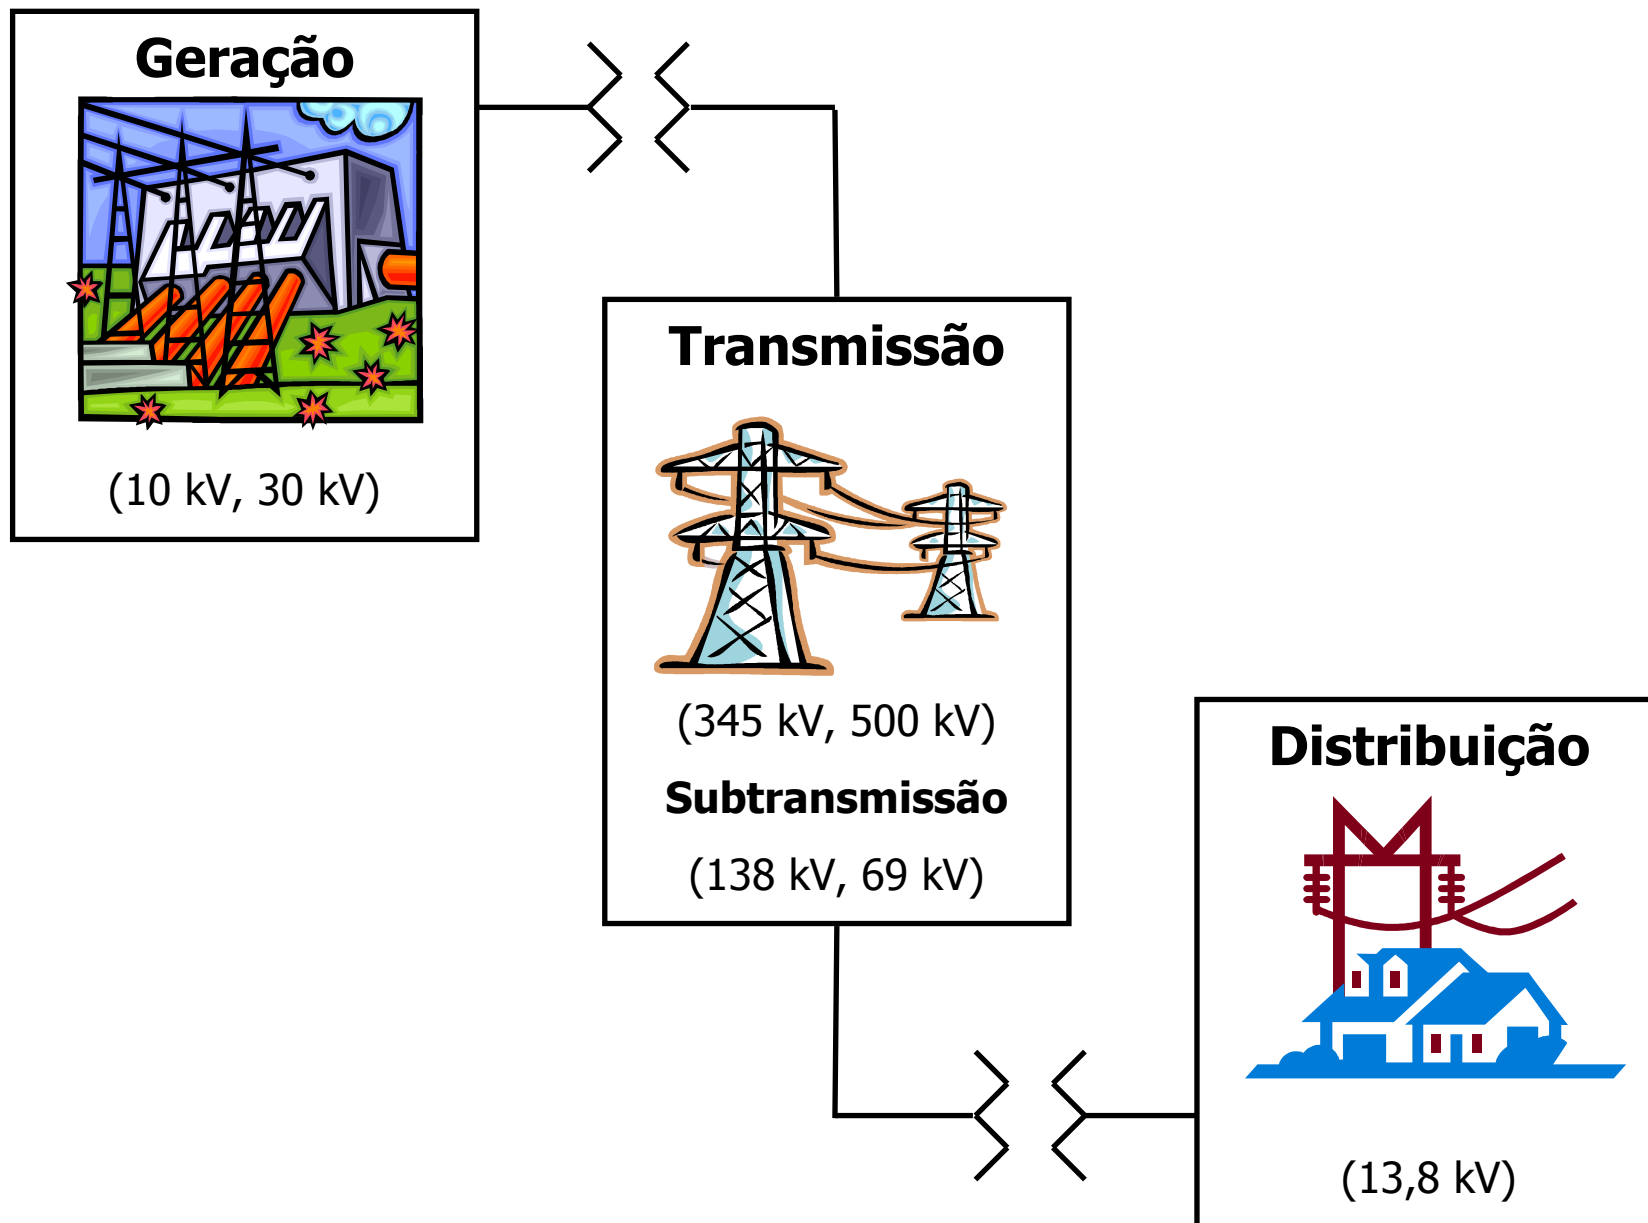 Geração
(10 kV, 30 kV)
Transmissão
(345 kV, 500 kV)
Subtransmissão
(138 kV, 69 kV)
Distribuição
(13,8 kV)